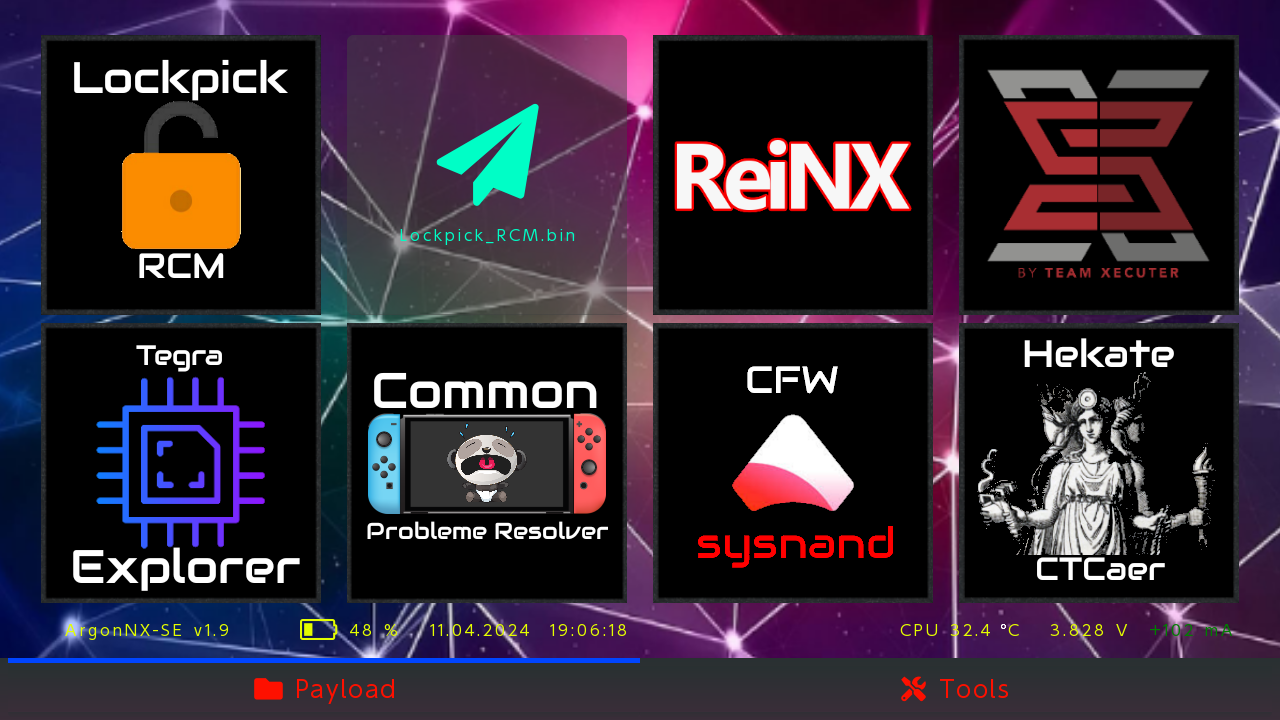 Lockpick
RCM
Lockpick_RCM.bin
ReiNX
BY TEAM XECUTER
Tegra
Explorer
Common
Probleme Resolver
CFW
sysnand
Hekate
CTCaer
ArgonNX-SE v1.9 48 % 11.04.2024 19:06:18 CPU 32.4 °C 3.828 V +102 mA
Payload
Tools